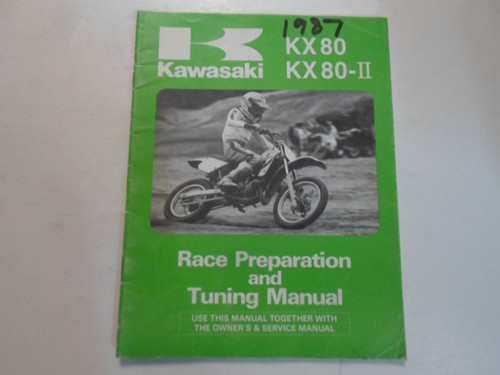 1987
KX 80
Kawasaki
KX 80-II
Race Preparation
and
Tuning Manual
USE THIS MANUAL TOGETHER WITH
THE OWNER'S & SERVICE MANUAL